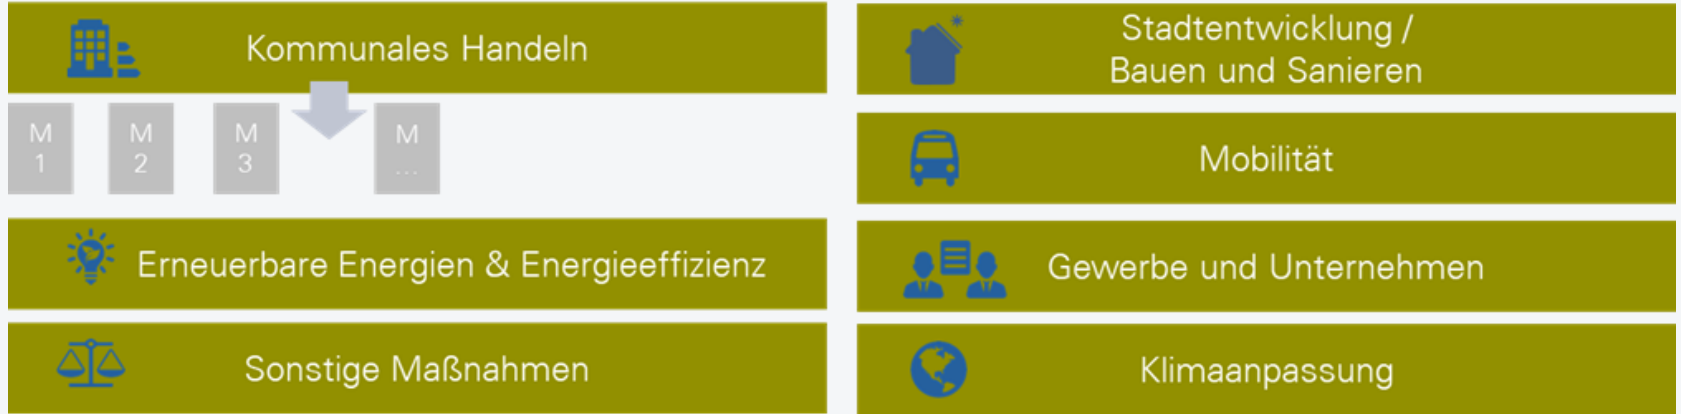 Kommunales Handeln
M
1
M
2
M
3
M
...
Erneuerbare Energien & Energieeffizienz
Sonstige Maßnahmen
Stadtentwicklung /
Bauen und Sanieren
Mobilität
Gewerbe und Unternehmen
Klimaanpassung